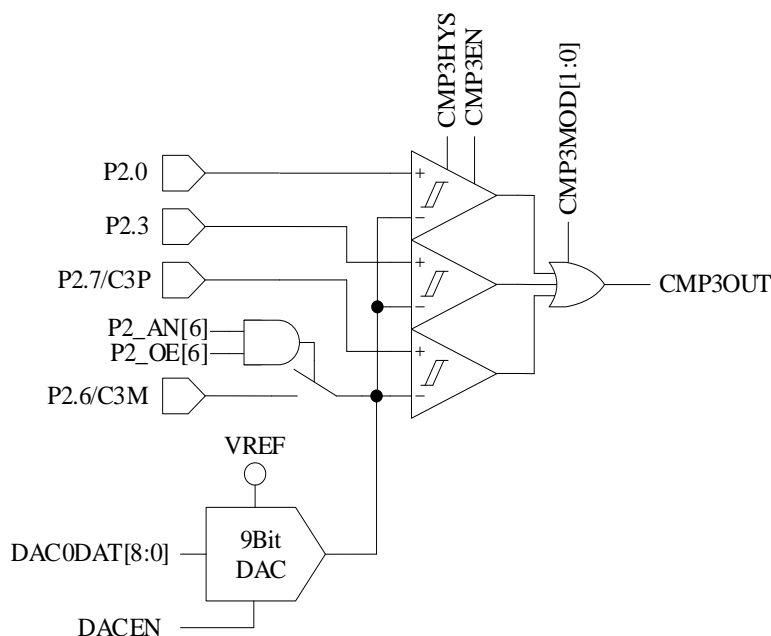 CMP3HYS
CMP3EN
CMP3MOD[1:0]
P2.0
+
−
P2.3
+
−
P2.7/C3P
+
−
CMP3OUT
P2_AN[6]
P2_OE[6]
P2.6/C3M
VREF
DAC0DAT[8:0]
9Bit
DAC
DACEN